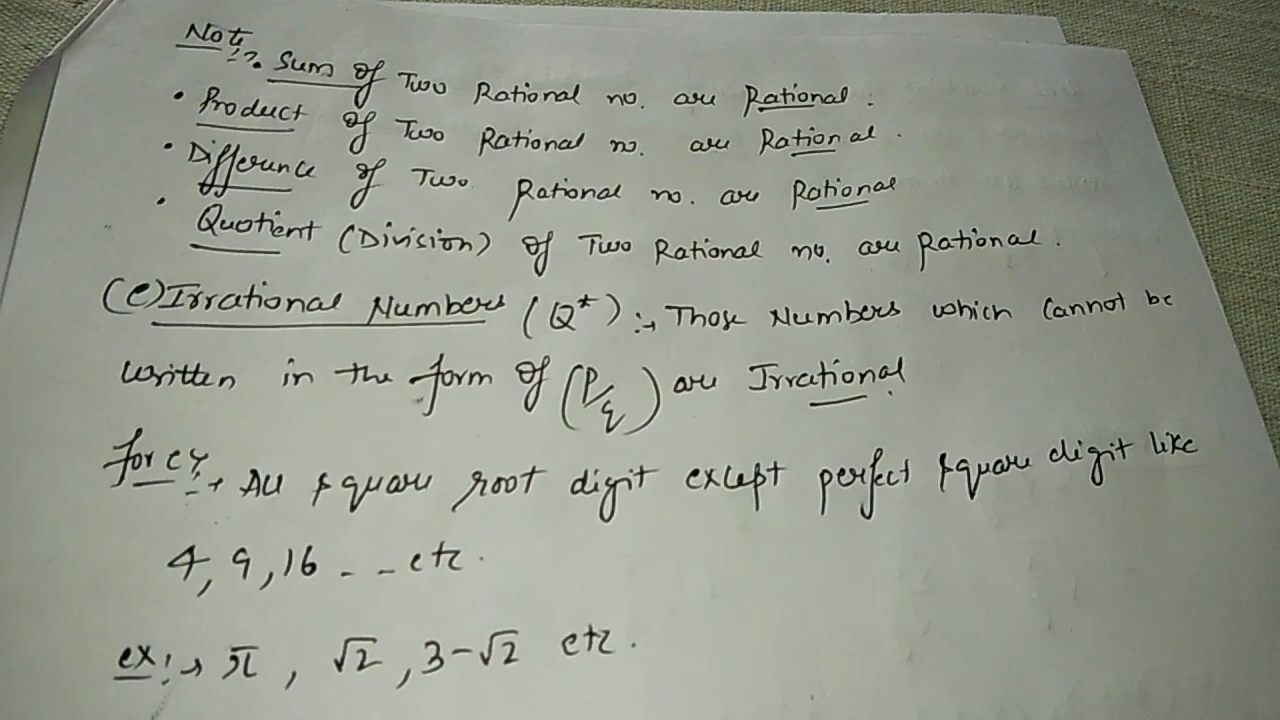 Note :→ Sum of Two Rational no. are Rational.
• Product of Two Rational no. are Rational.
• Difference of Two Rational no. are Rational
• Quotient (Division) of Two Rational no. are Rational.
(e) Irrational Numbers (Q*) :→ Those Numbers which Cannot be
written in the form of (P/q) are Irrational.
for ex :→ All square root digit except perfect square digit like
4, 9, 16 - - etc.
ex :→ π, √2, 3-√2 etc.